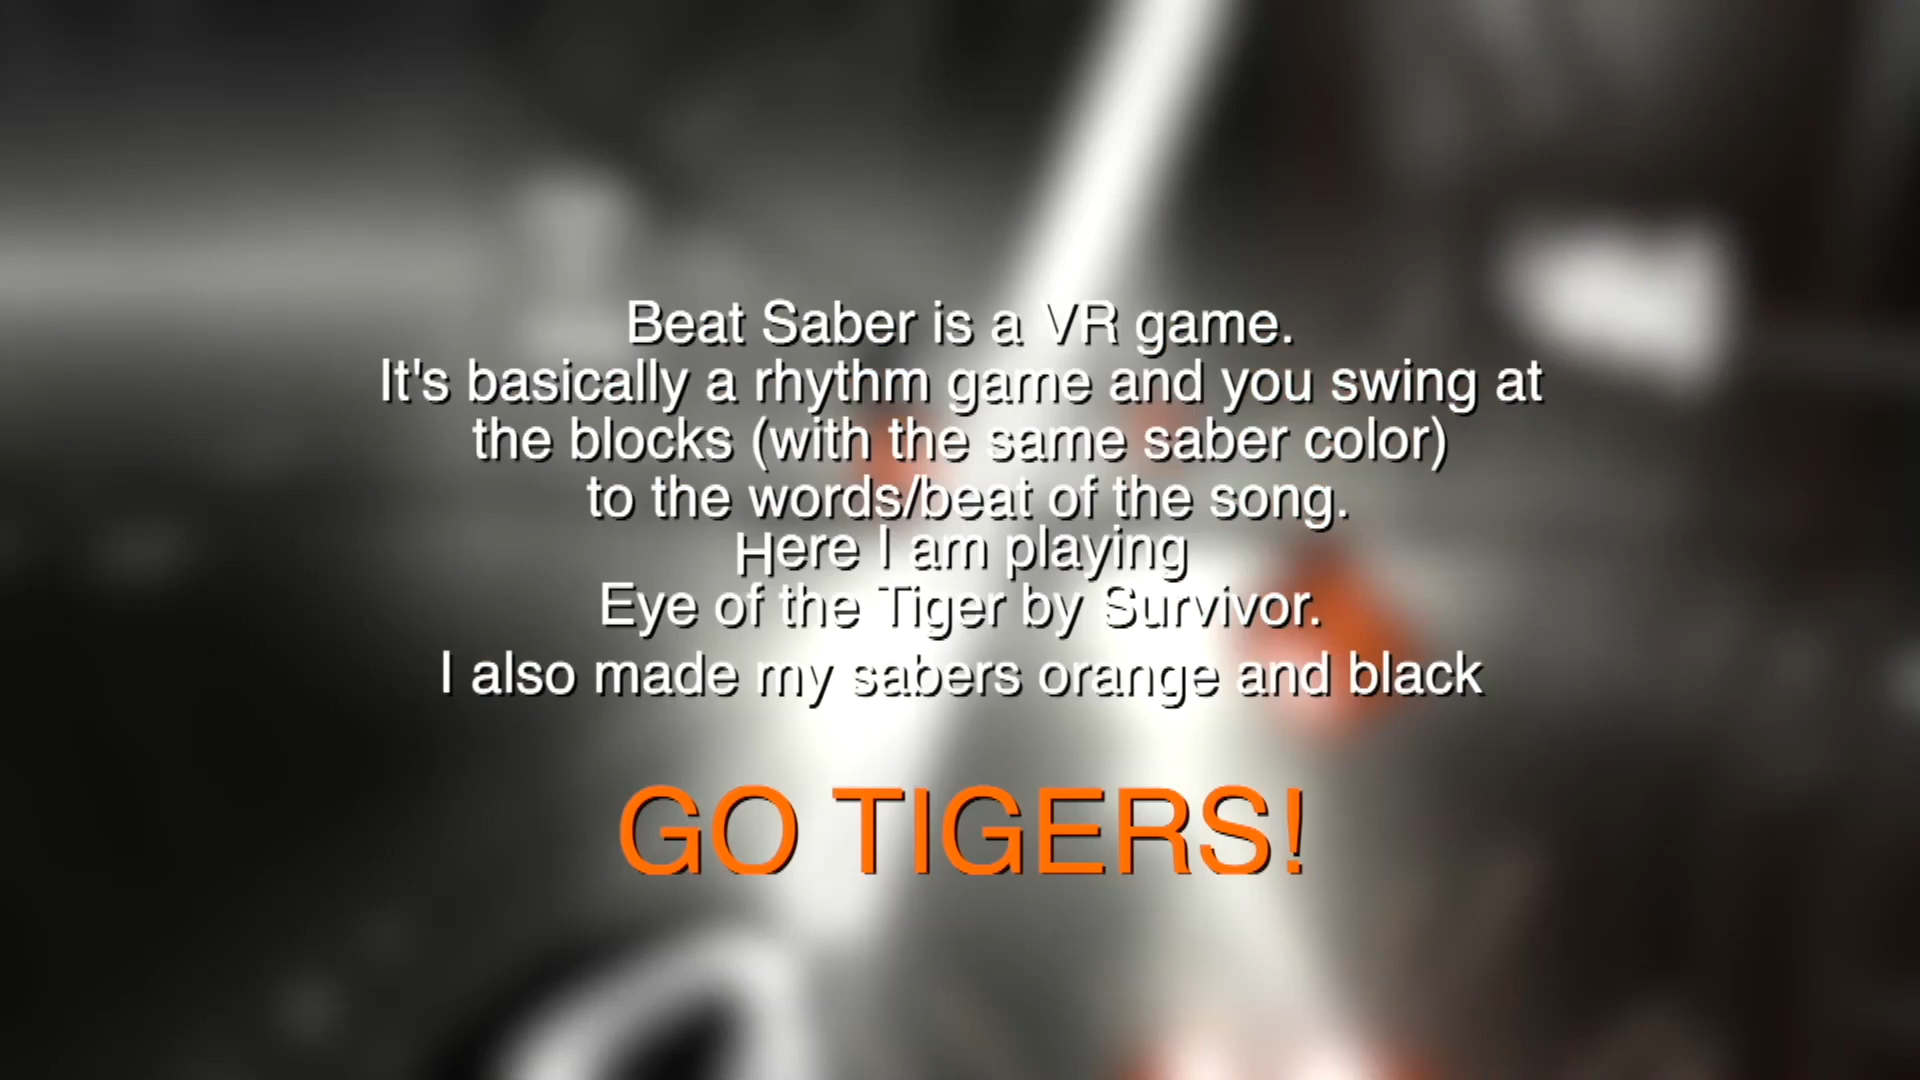 Beat Saber is a VR game.
It's basically a rhythm game and you swing at
the blocks (with the same saber color)
to the words/beat of the song.
Here I am playing
Eye of the Tiger by Survivor.
I also made my sabers orange and black
GO TIGERS!